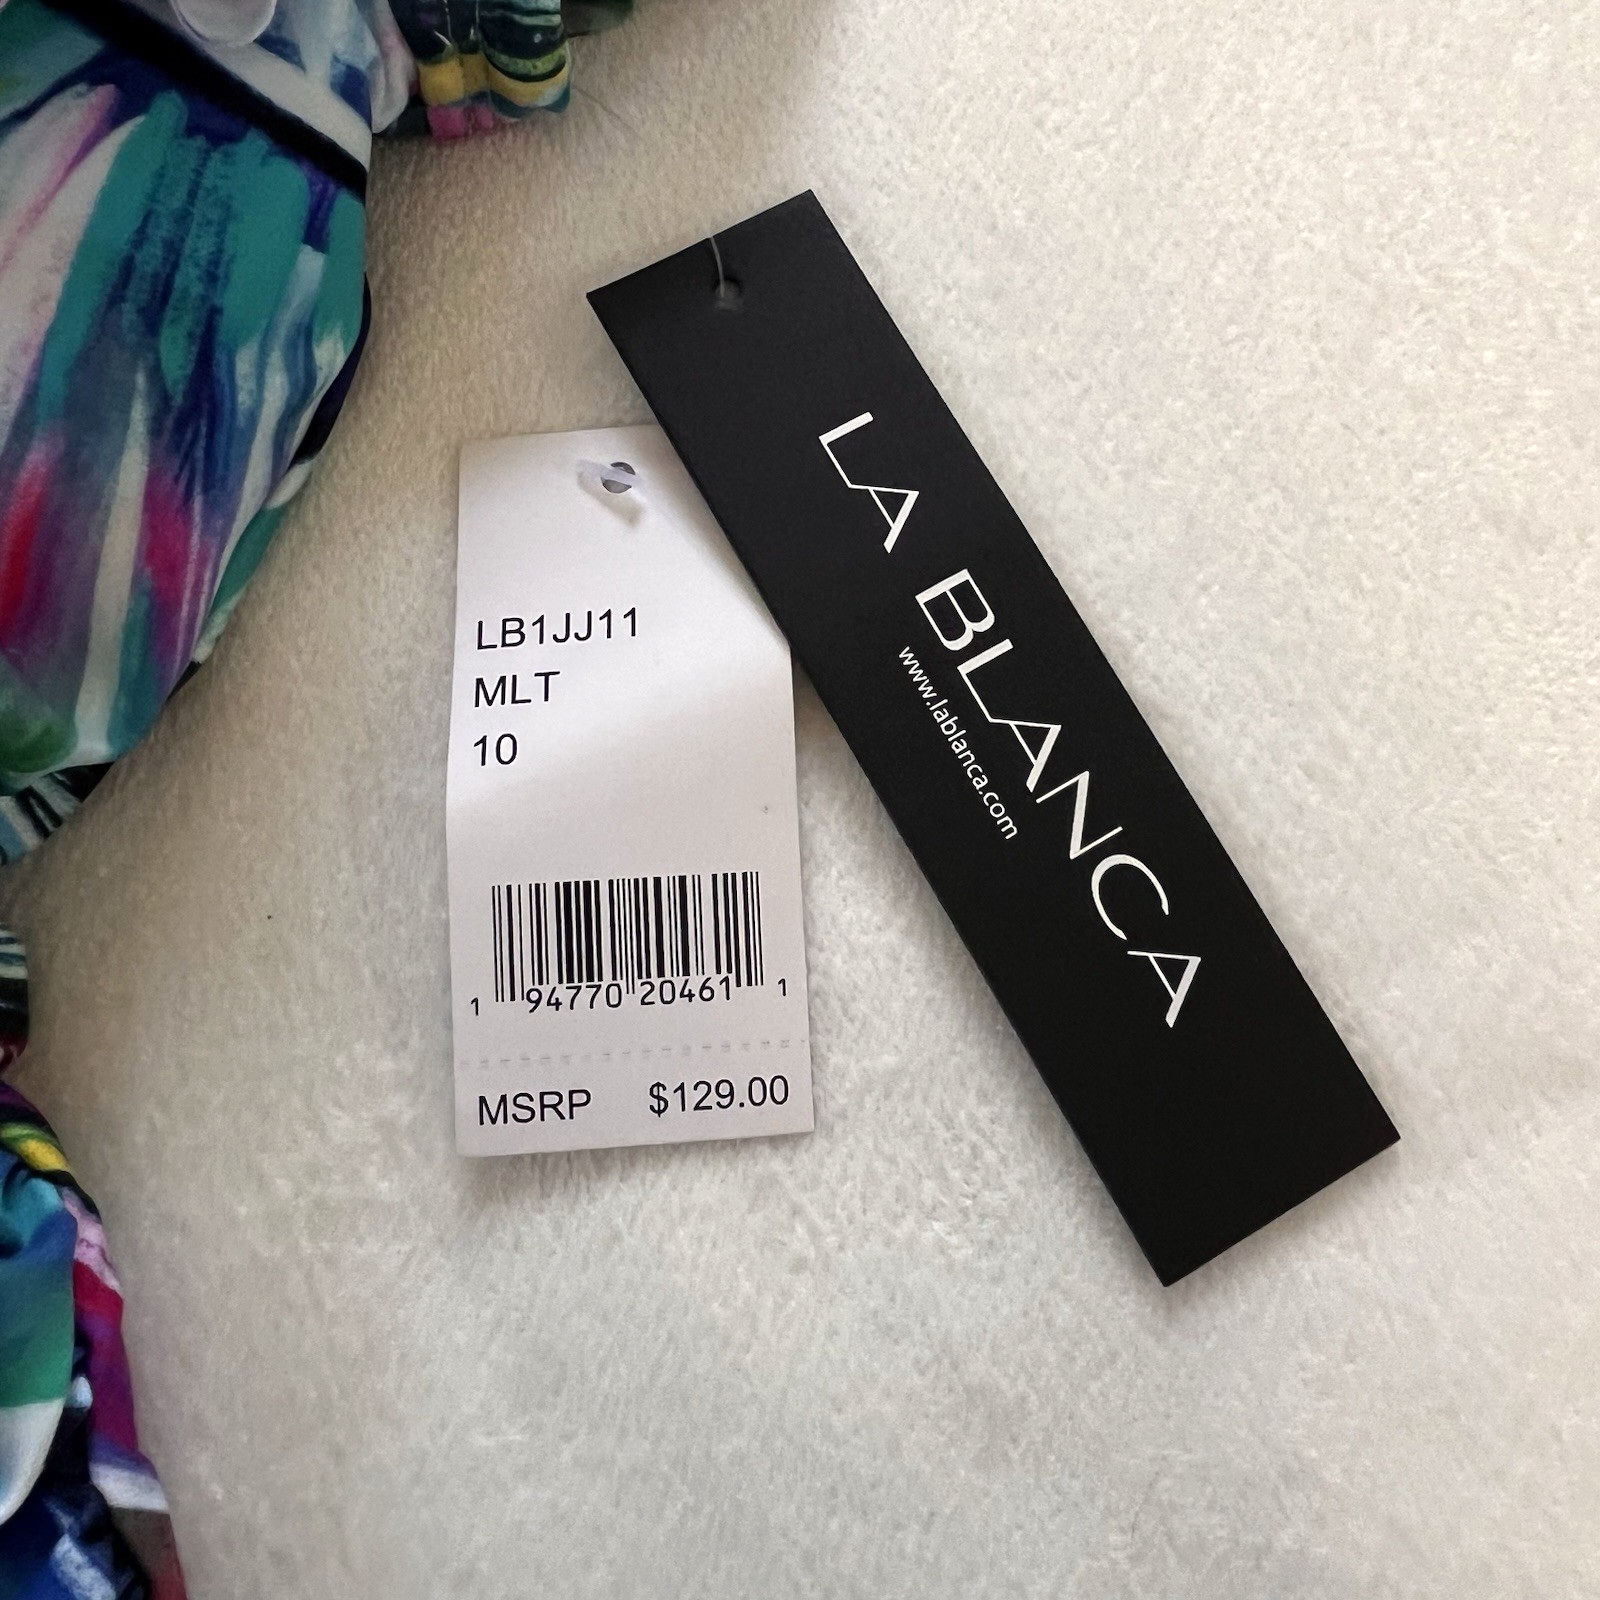 LB1JJ11
MLT
10
1 94770 20461 1
MSRP $129.00
LA BLANCA
www.lablanca.com